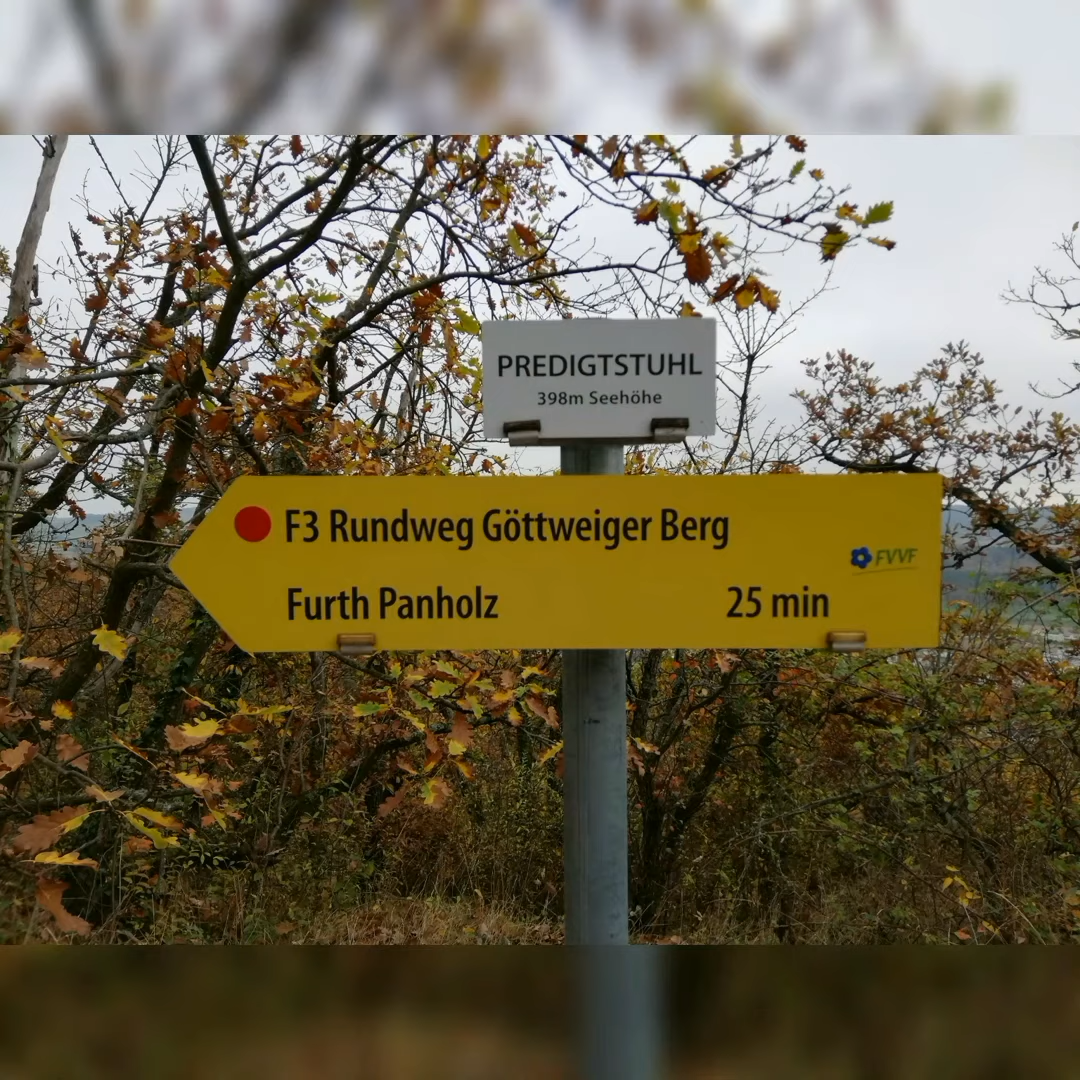 PREDIGTSTUHL
398m Seehöhe
F3 Rundweg Göttweiger Berg
FVVF
Furth Panholz 25 min